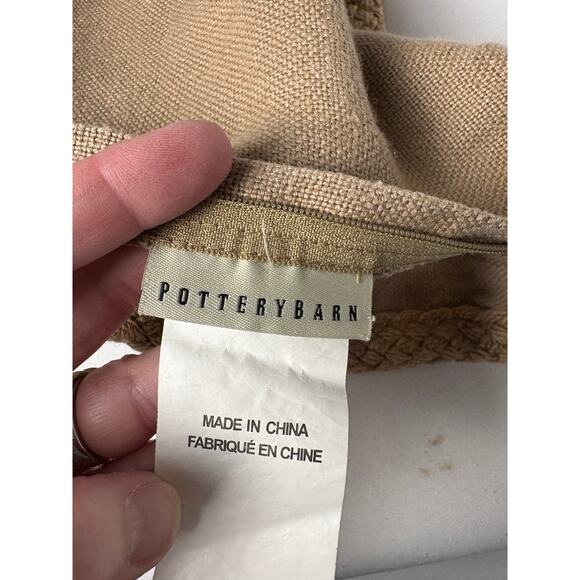 POTTERYBARN
MADE IN CHINA
FABRIQUÉ EN CHINE